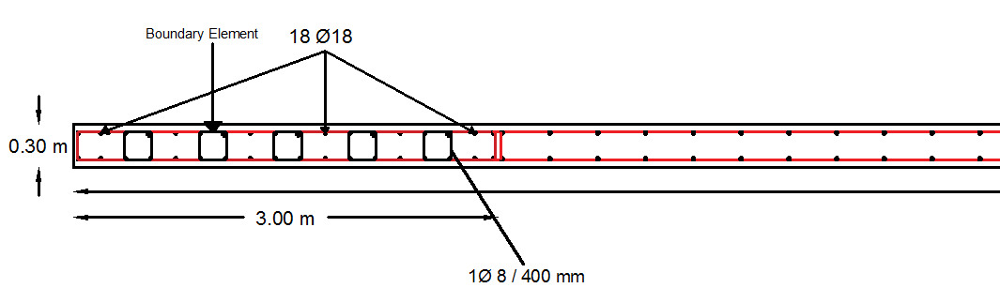 Boundary Element
18 Ø18
0.30 m
3.00 m
1Ø 8 / 400 mm